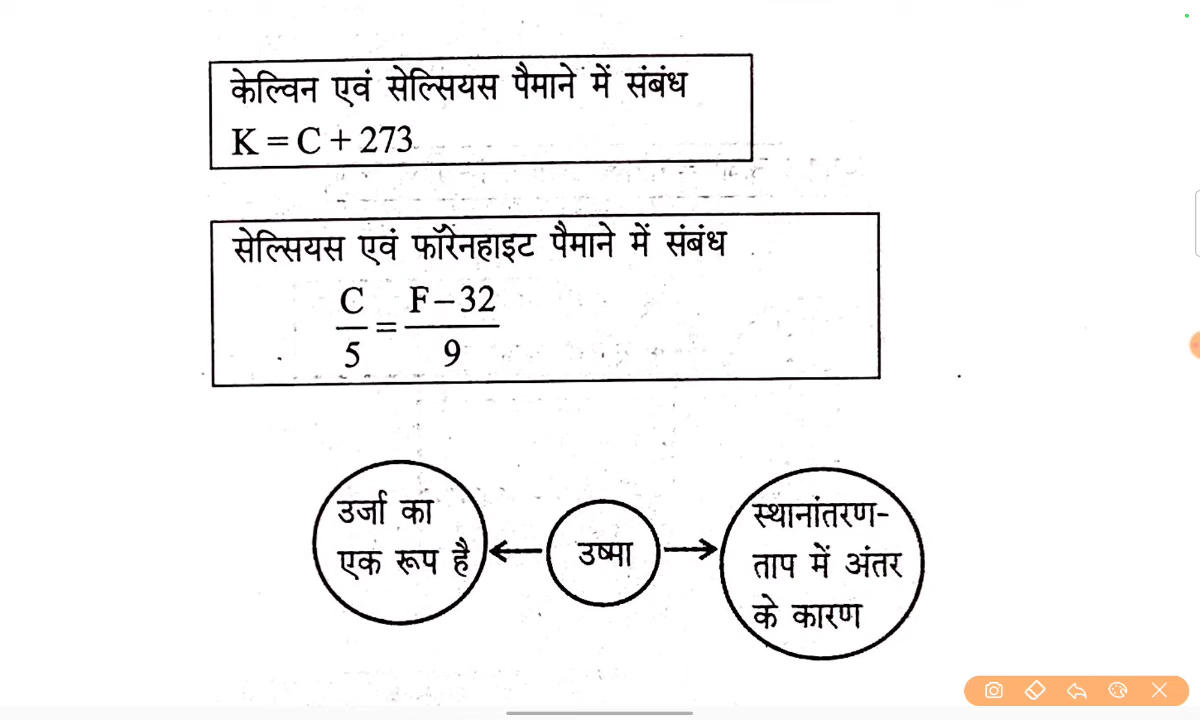 केल्विन एवं सेल्सियस पैमाने में संबंध
K = C + 273
सेल्सियस एवं फॉरेनहाइट पैमाने में संबंध
C/5 = F – 32/9
उर्जा का
एक रूप है
उष्मा
स्थानांतरण-
ताप में अंतर
के कारण